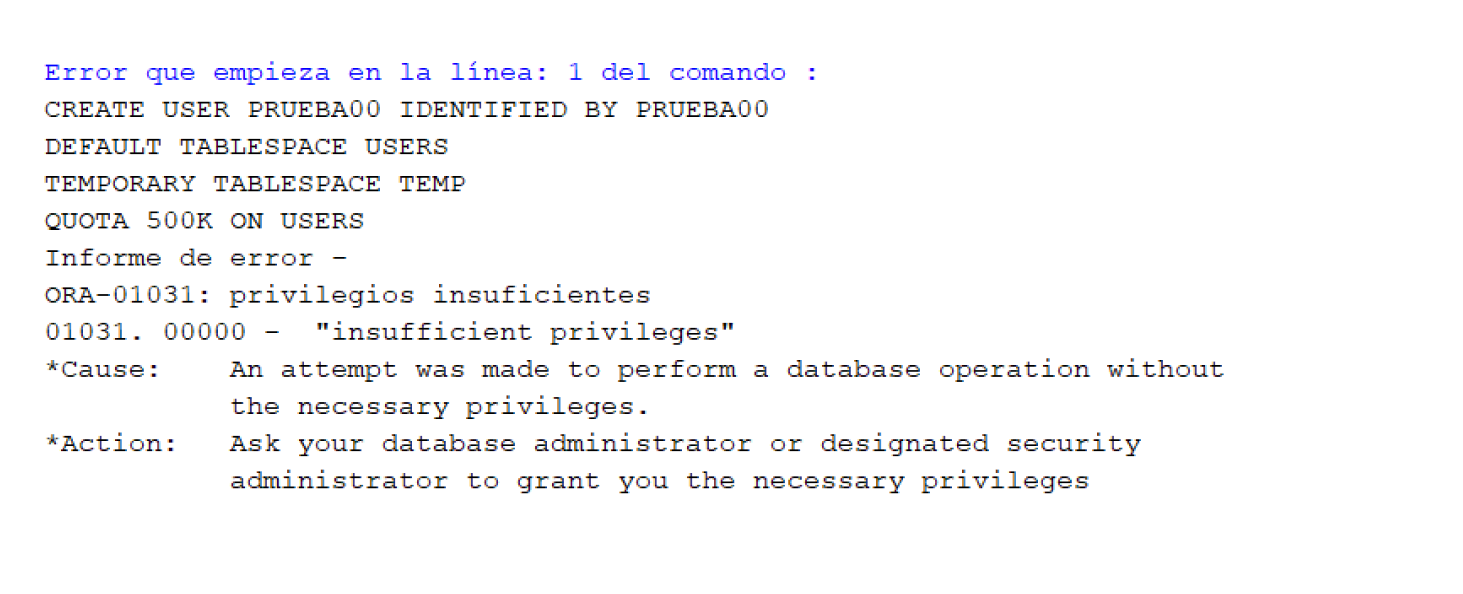 Error que empieza en la línea: 1 del comando :
CREATE USER PRUEBA00 IDENTIFIED BY PRUEBA00
DEFAULT TABLESPACE USERS
TEMPORARY TABLESPACE TEMP
QUOTA 500K ON USERS
Informe de error -
ORA-01031: privilegios insuficientes
01031. 00000 -  "insufficient privileges"
*Cause:    An attempt was made to perform a database operation without
           the necessary privileges.
*Action:   Ask your database administrator or designated security
           administrator to grant you the necessary privileges